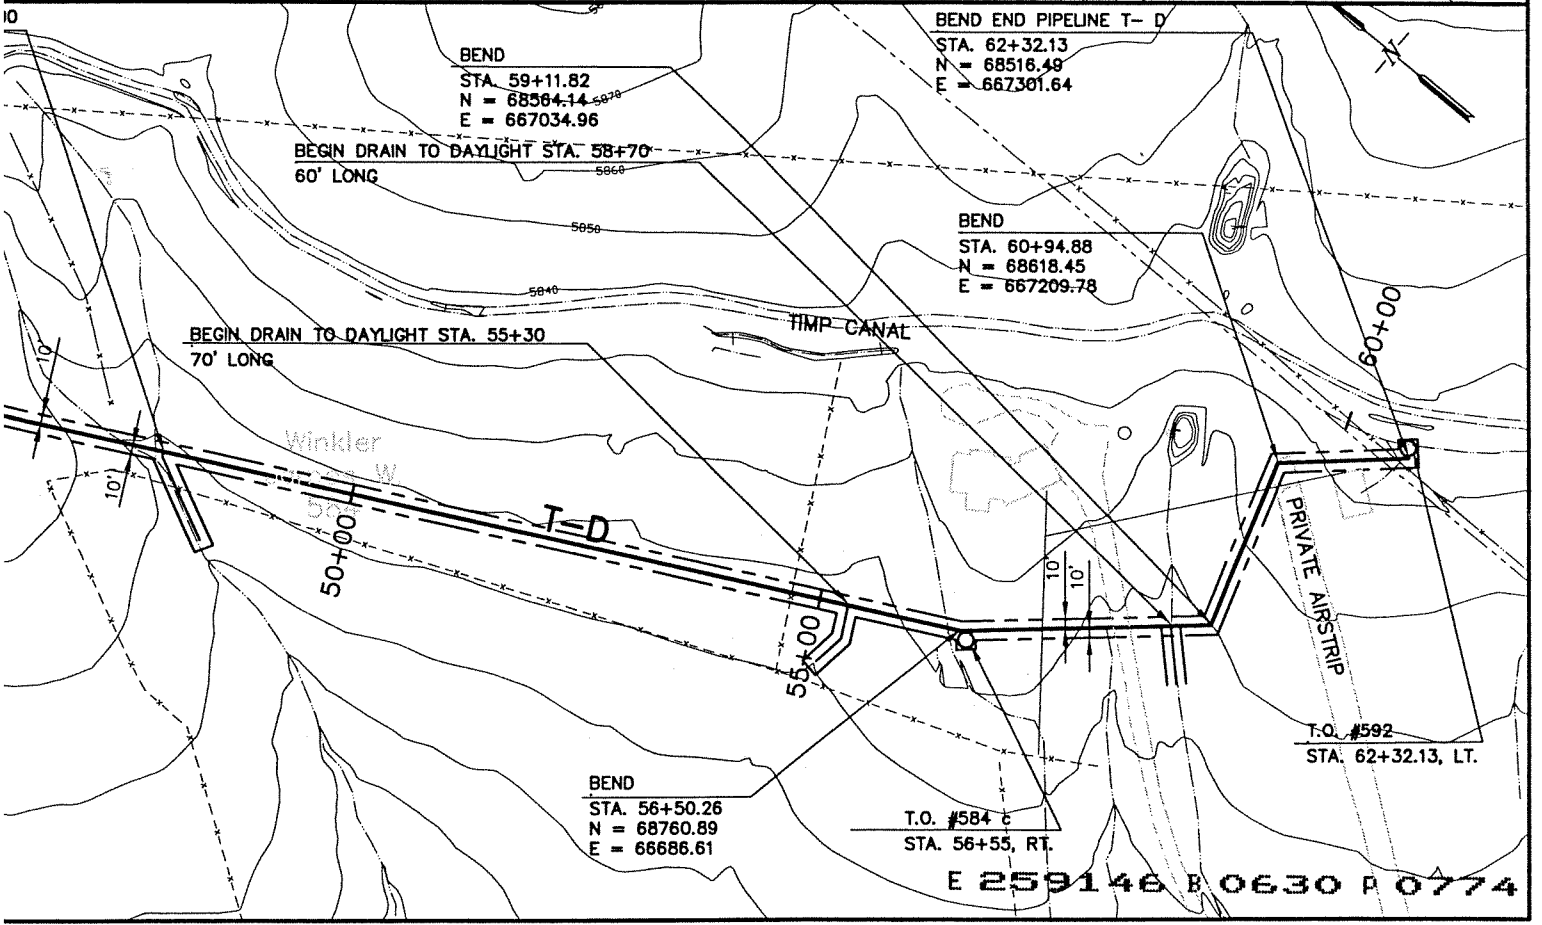 BEND END PIPELINE T- D
STA. 62+32.13
N = 68516.49
E = 667301.64
-N-
BEND
STA. 59+11.82
N = 68564.14
E = 667034.96
5870
BEGIN DRAIN TO DAYLIGHT STA. 58+70
60' LONG
5860
5850
5840
BEND
STA. 60+94.88
N = 68618.45
E = 667209.78
TIMP CANAL
60+00
BEGIN DRAIN TO DAYLIGHT STA. 55+30
70' LONG
10'
10'
Winkler
W
584
50+00
T-D
55+00
10'
10'
PRIVATE AIRSTRIP
T.O. #592
STA. 62+32.13, LT.
BEND
STA. 56+50.26
N = 68760.89
E = 66686.61
T.O. #584 c
STA. 56+55, RT.
E 259146 B 0630 P 0774